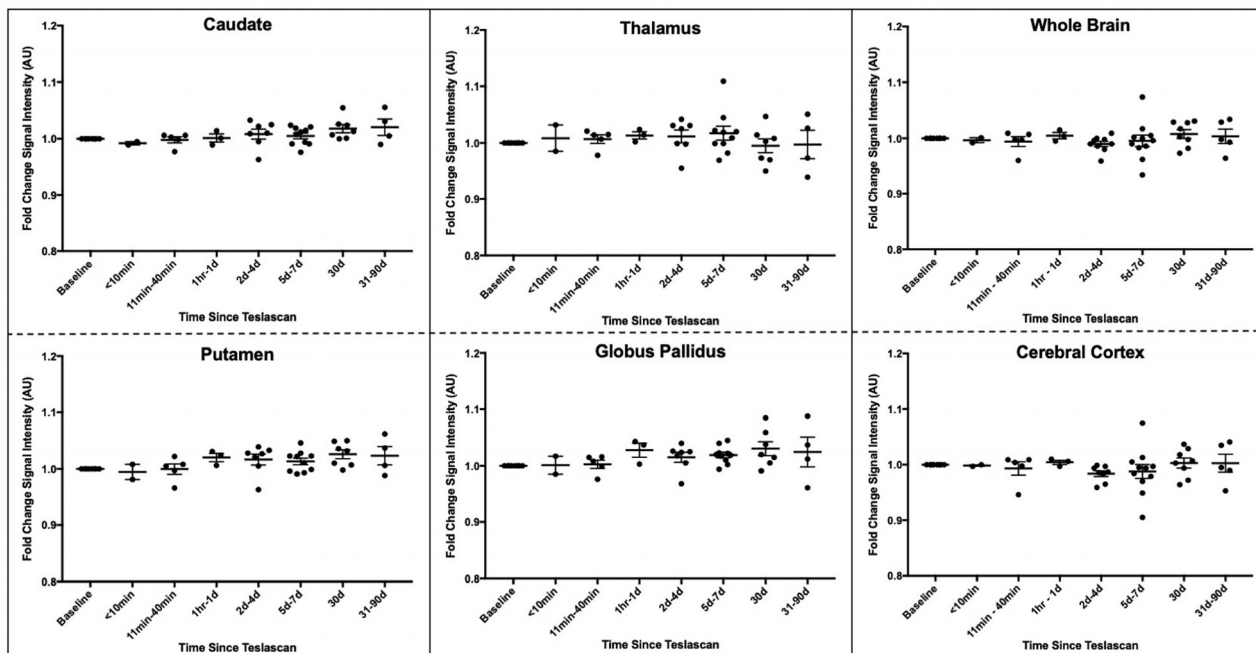 Caudate
Fold Change Signal Intensity (AU)
1.2
1.1
1.0
0.9
0.8
Baseline
<10min
11min-40min
1hr-1d
2d-4d
5d-7d
30d
31-90d
Time Since Teslascan
Thalamus
Fold Change Signal Intensity (AU)
1.2
1.1
1.0
0.9
0.8
Baseline
<10min
11min-40min
1hr-1d
2d-4d
5d-7d
30d
31-90d
Time Since Teslascan
Whole Brain
Fold Change Signal Intensity (AU)
1.2
1.1
1.0
0.9
0.8
Baseline
<10min
11min - 40min
1hr - 1d
2d-4d
5d-7d
30d
31d-90d
Time Since Teslascan
Putamen
Fold Change Signal Intensity (AU)
1.2
1.1
1.0
0.9
0.8
Baseline
<10min
11min-40min
1hr-1d
2d-4d
5d-7d
30d
31-90d
Time Since Teslascan
Globus Pallidus
Fold Change Signal Intensity (AU)
1.2
1.1
1.0
0.9
0.8
Baseline
<10min
11min-40min
1hr-1d
2d-4d
5d-7d
30d
31-90d
Time Since Teslascan
Cerebral Cortex
Fold Change Signal Intensity (AU)
1.2
1.1
1.0
0.9
0.8
Baseline
<10min
11min - 40min
1hr - 1d
2d-4d
5d-7d
30d
31d-90d
Time Since Teslascan